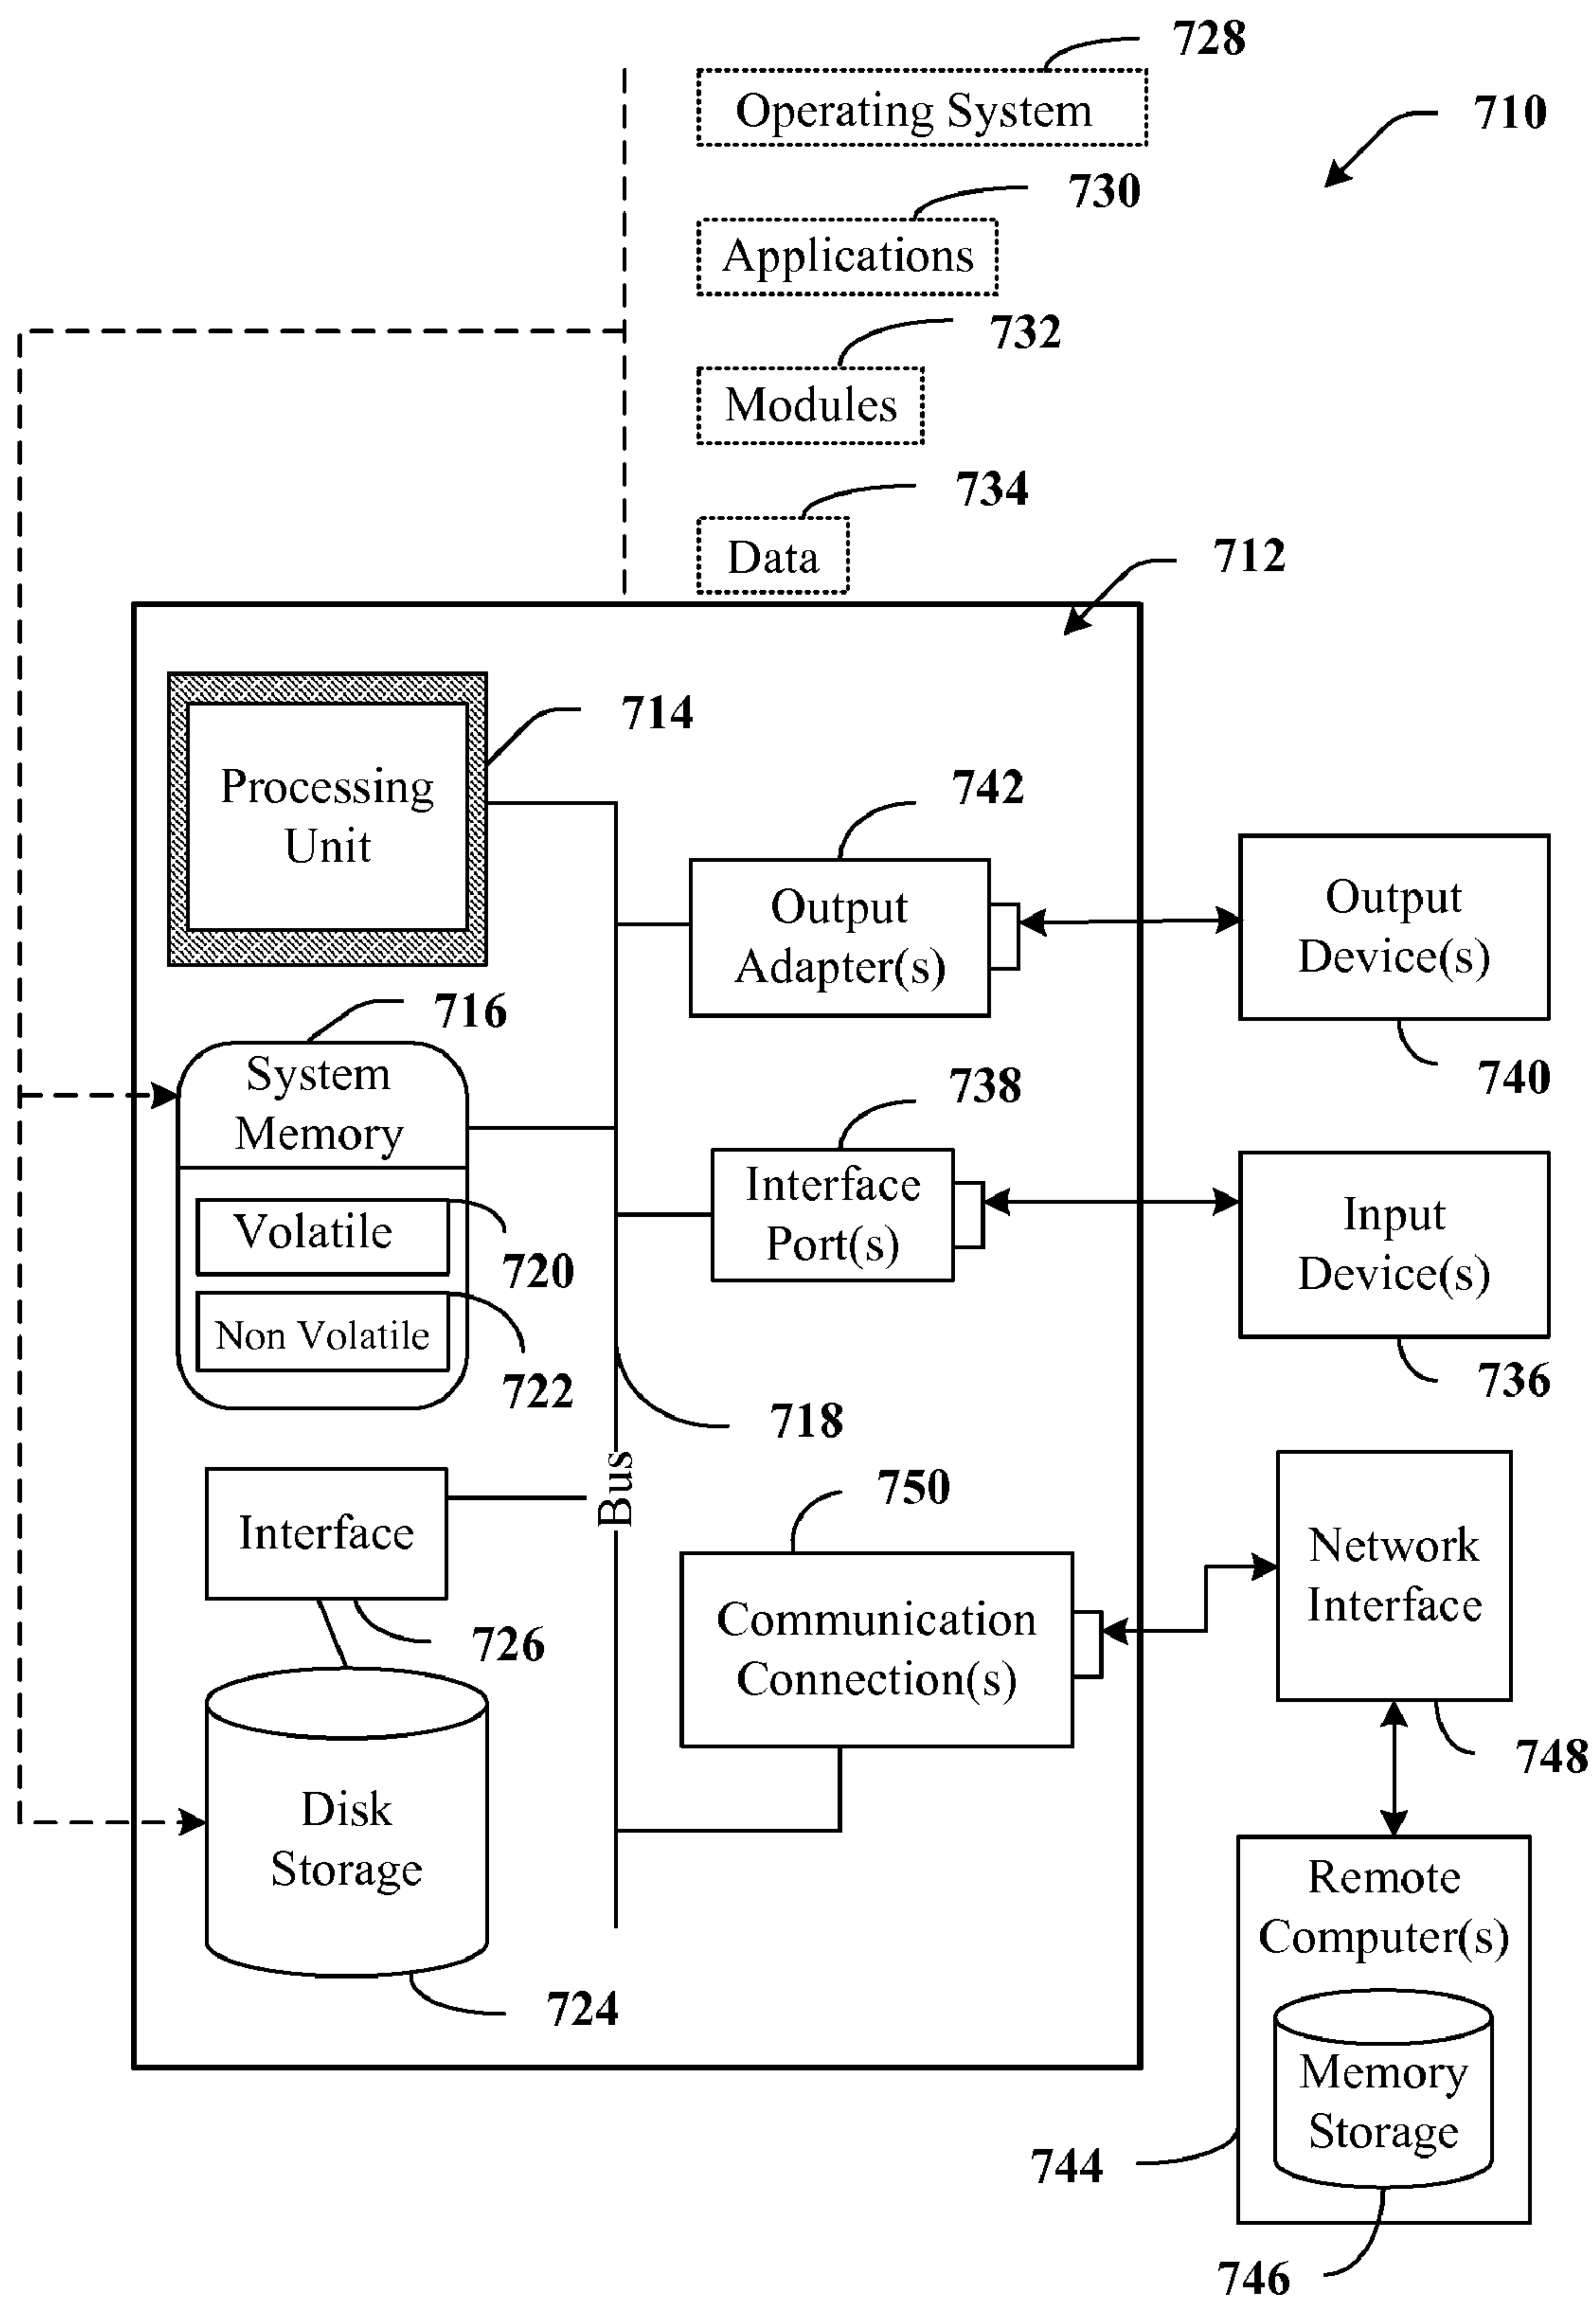 728
Operating System
710
730
Applications
732
Modules
734
Data
712
714
Processing
Unit
742
Output
Adapter(s)
Output
Device(s)
740
716
System
Memory
738
Interface
Port(s)
Input
Device(s)
736
Volatile
720
Non Volatile
722
718
Bus
Interface
726
750
Communication
Connection(s)
Network
Interface
748
Disk
Storage
724
Remote
Computer(s)
Memory
Storage
744
746